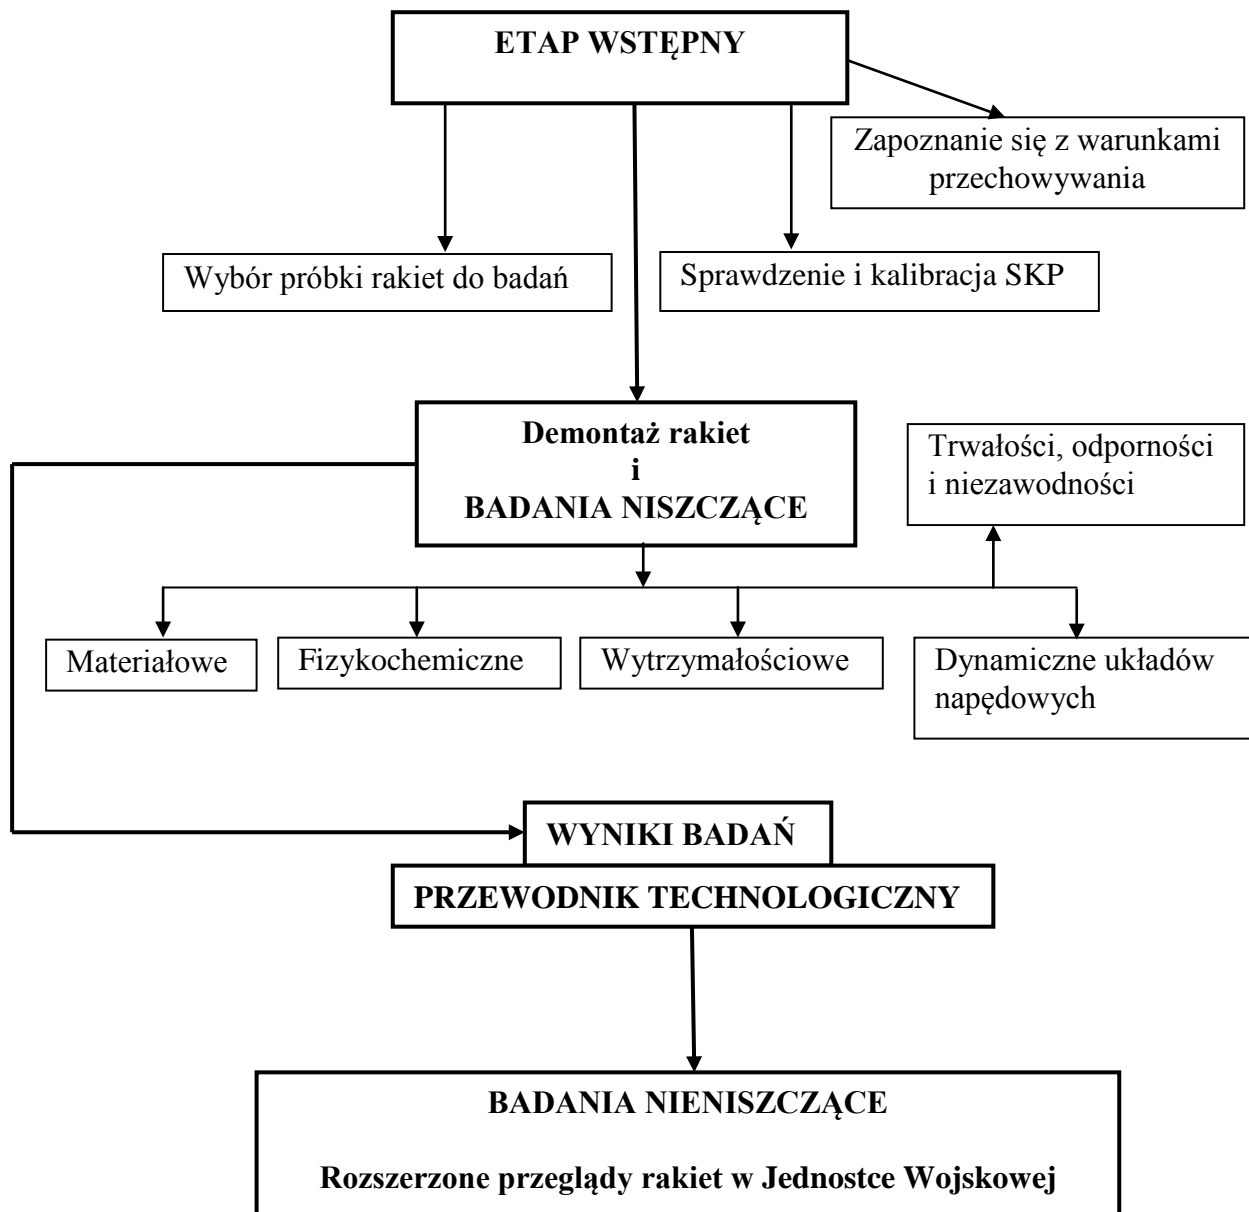 ETAP WSTĘPNY
Zapoznanie się z warunkami
przechowywania
Wybór próbki rakiet do badań
Sprawdzenie i kalibracja SKP
Demontaż rakiet
i
BADANIA NISZCZĄCE
Trwałości, odporności
i niezawodności
Materiałowe
Fizykochemiczne
Wytrzymałościowe
Dynamiczne układów
napędowych
WYNIKI BADAŃ
PRZEWODNIK TECHNOLOGICZNY
BADANIA NIENISZCZĄCE
Rozszerzone przeglądy rakiet w Jednostce Wojskowej